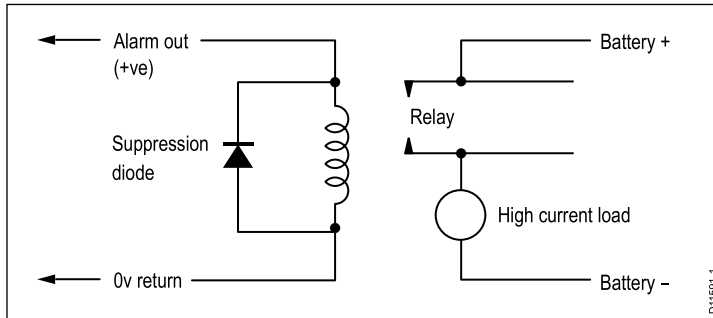 Alarm out
(+ve)
Battery +
Relay
Suppression
diode
High current load
0v return
Battery –